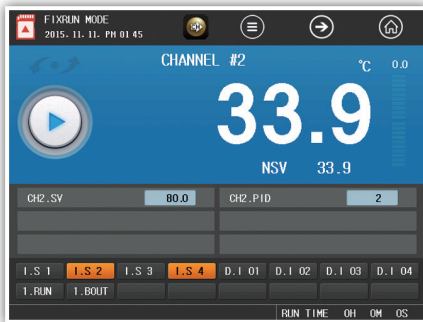 FIXRUN MODE
2015. 11. 11. PM 01 45
CHANNEL #2
℃ 0.0
33.9
NSV 33.9
CH2.SV 80.0 CH2.PID 2
I.S 1 I.S 2 I.S 3 I.S 4 D.I 01 D.I 02 D.I 03 D.I 04
1.RUN 1.BOUT
RUN TIME 0H 0M 0S